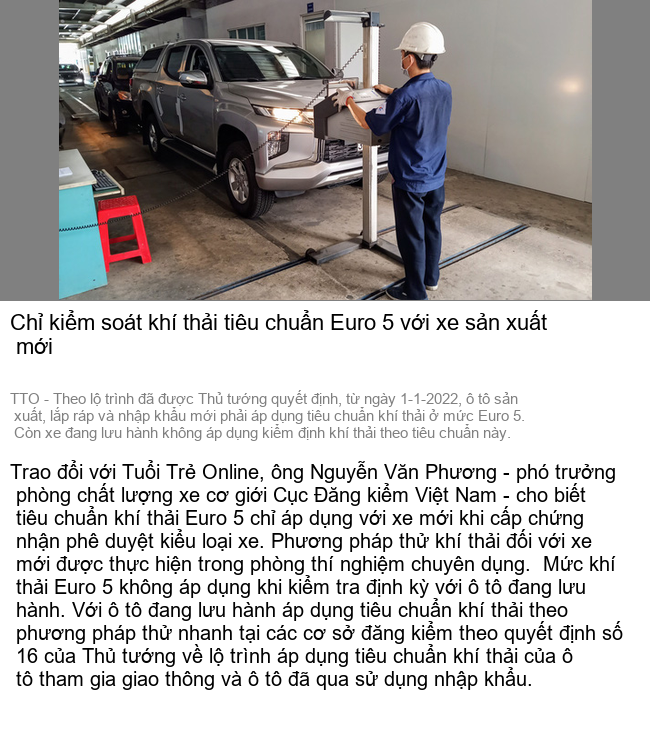 Chỉ kiểm soát khí thải tiêu chuẩn Euro 5 với xe sản xuất
mới
TTO - Theo lộ trình đã được Thủ tướng quyết định, từ ngày 1-1-2022, ô tô sản
xuất, lắp ráp và nhập khẩu mới phải áp dụng tiêu chuẩn khí thải ở mức Euro 5.
Còn xe đang lưu hành không áp dụng kiểm định khí thải theo tiêu chuẩn này.
Trao đổi với Tuổi Trẻ Online, ông Nguyễn Văn Phương - phó trưởng
phòng chất lượng xe cơ giới Cục Đăng kiểm Việt Nam - cho biết
tiêu chuẩn khí thải Euro 5 chỉ áp dụng với xe mới khi cấp chứng
nhận phê duyệt kiểu loại xe. Phương pháp thử khí thải đối với xe
mới được thực hiện trong phòng thí nghiệm chuyên dụng.  Mức khí
thải Euro 5 không áp dụng khi kiểm tra định kỳ với ô tô đang lưu
hành. Với ô tô đang lưu hành áp dụng tiêu chuẩn khí thải theo
phương pháp thử nhanh tại các cơ sở đăng kiểm theo quyết định số
16 của Thủ tướng về lộ trình áp dụng tiêu chuẩn khí thải của ô
tô tham gia giao thông và ô tô đã qua sử dụng nhập khẩu.